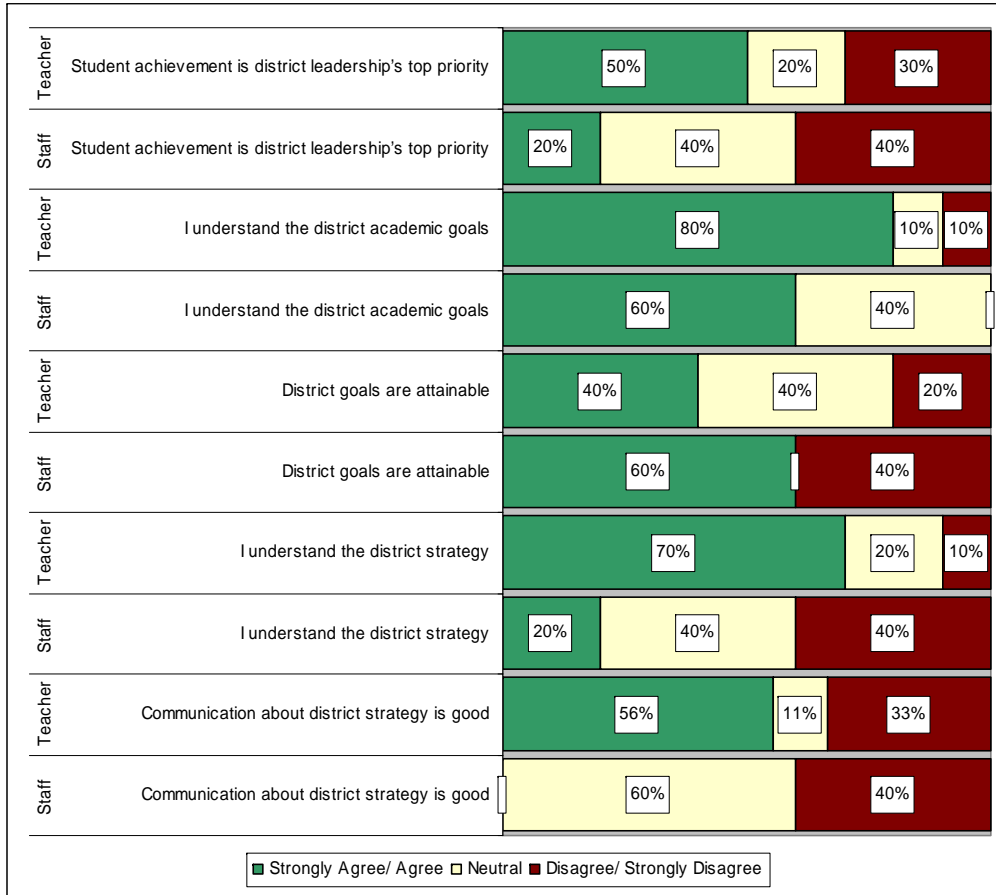 Teacher
Student achievement is district leadership's top priority
50%
20%
30%
Staff
Student achievement is district leadership's top priority
20%
40%
40%
Teacher
I understand the district academic goals
80%
10%
10%
Staff
I understand the district academic goals
60%
40%
Teacher
District goals are attainable
40%
40%
20%
Staff
District goals are attainable
60%
40%
Teacher
I understand the district strategy
70%
20%
10%
Staff
I understand the district strategy
20%
40%
40%
Teacher
Communication about district strategy is good
56%
11%
33%
Staff
Communication about district strategy is good
60%
40%
Strongly Agree/ Agree
Neutral
Disagree/ Strongly Disagree